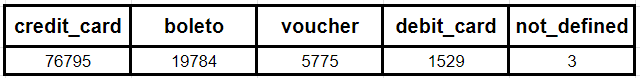 credit_card boleto voucher debit_card not_defined
76795 19784 5775 1529 3